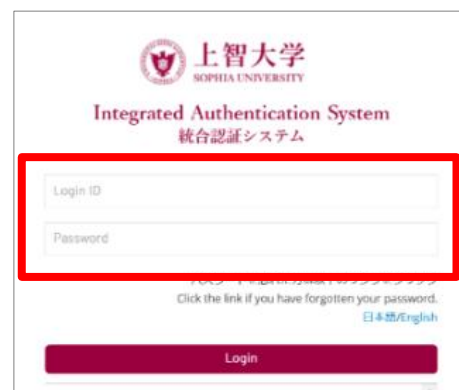 上智大学
SOPHIA UNIVERSITY
Integrated Authentication System
統合認証システム
Login ID
Password
Click the link if you have forgotten your password.
日本語/English
Login